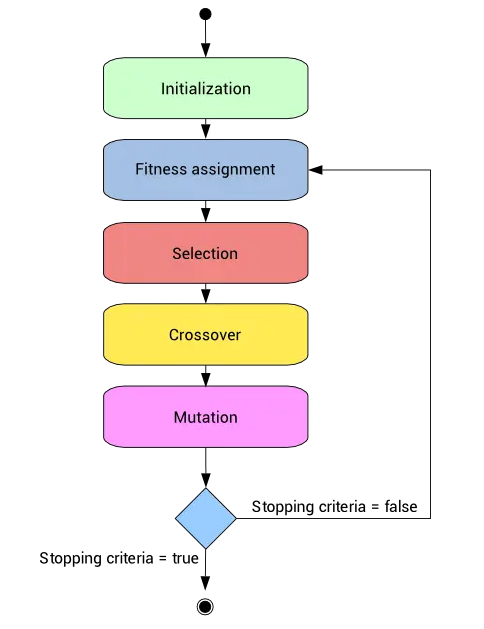 Initialization
Fitness assignment
Selection
Crossover
Mutation
Stopping criteria = false
Stopping criteria = true